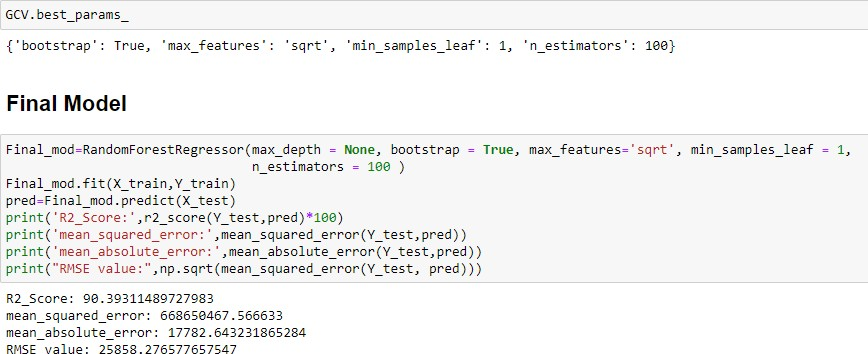 GCV.best_params_
{'bootstrap': True, 'max_features': 'sqrt', 'min_samples_leaf': 1, 'n_estimators': 100}
Final Model
Final_mod=RandomForestRegressor(max_depth = None, bootstrap = True, max_features='sqrt', min_samples_leaf = 1,
n_estimators = 100 )
Final_mod.fit(X_train,Y_train)
pred=Final_mod.predict(X_test)
print('R2_Score:',r2_score(Y_test,pred)*100)
print('mean_squared_error:',mean_squared_error(Y_test,pred))
print('mean_absolute_error:',mean_absolute_error(Y_test,pred))
print("RMSE value:",np.sqrt(mean_squared_error(Y_test, pred)))
R2_Score: 90.39311489727983
mean_squared_error: 668650467.566633
mean_absolute_error: 17782.643231865284
RMSE value: 25858.276577657547